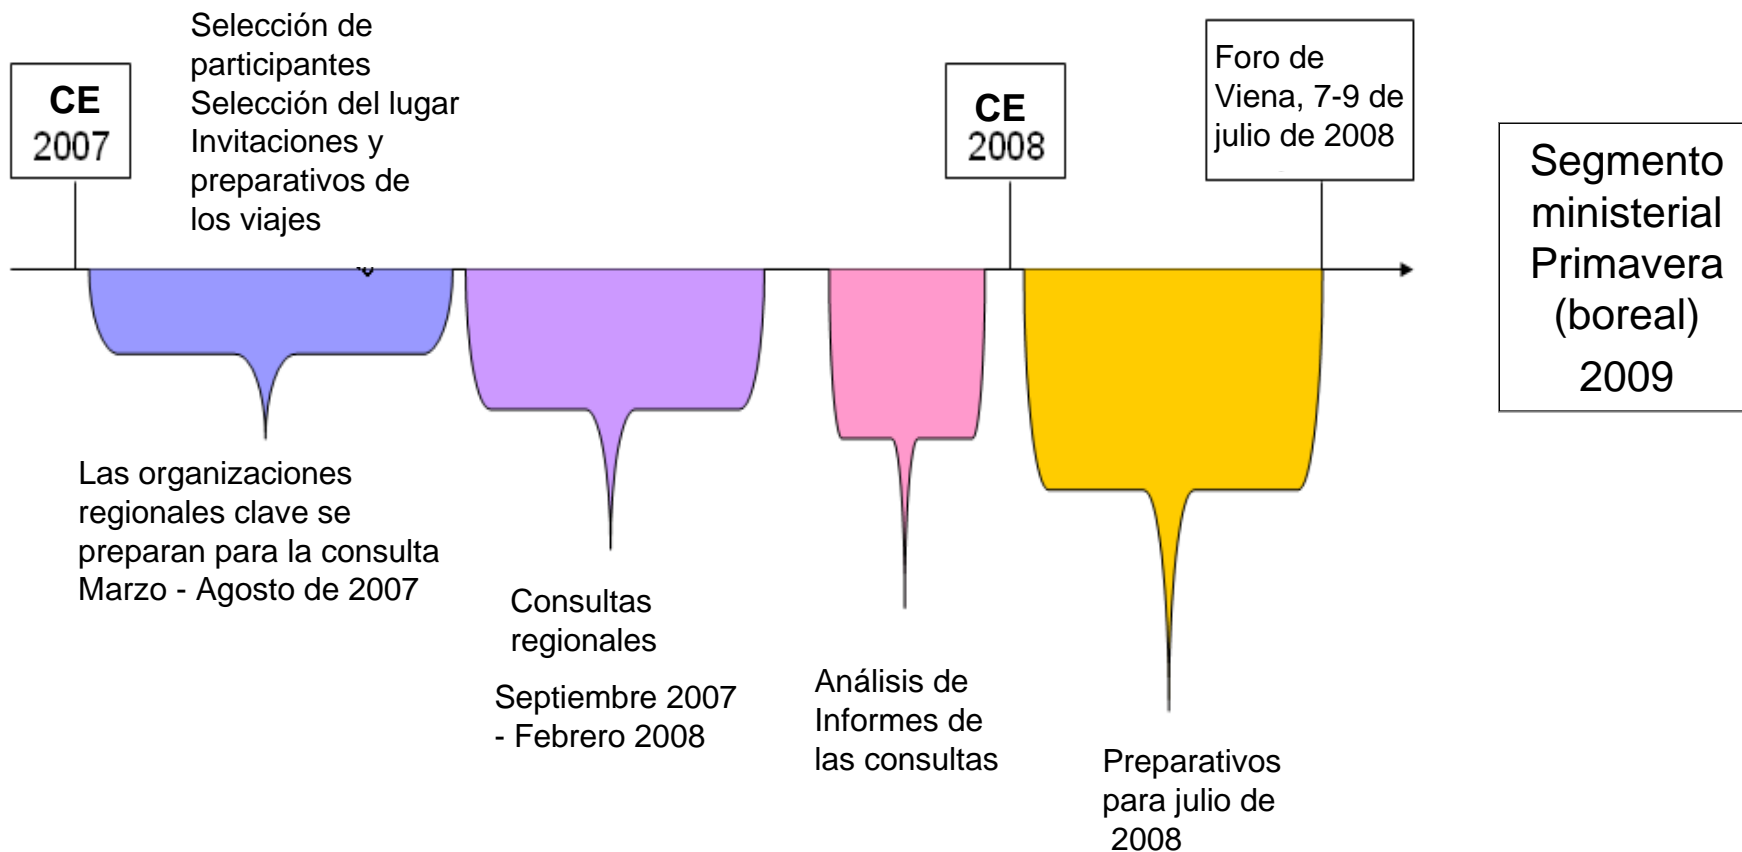 Selección de
participantes
Selección del lugar
Invitaciones y
preparativos de
los viajes
CE
2007
CE
2008
Foro de
Viena, 7-9 de
julio de 2008
Segmento
ministerial
Primavera
(boreal)
2009
Las organizaciones
regionales clave se
preparan para la consulta
Marzo - Agosto de 2007
Consultas
regionales
Septiembre 2007
- Febrero 2008
Análisis de
Informes de
las consultas
Preparativos
para julio de
2008